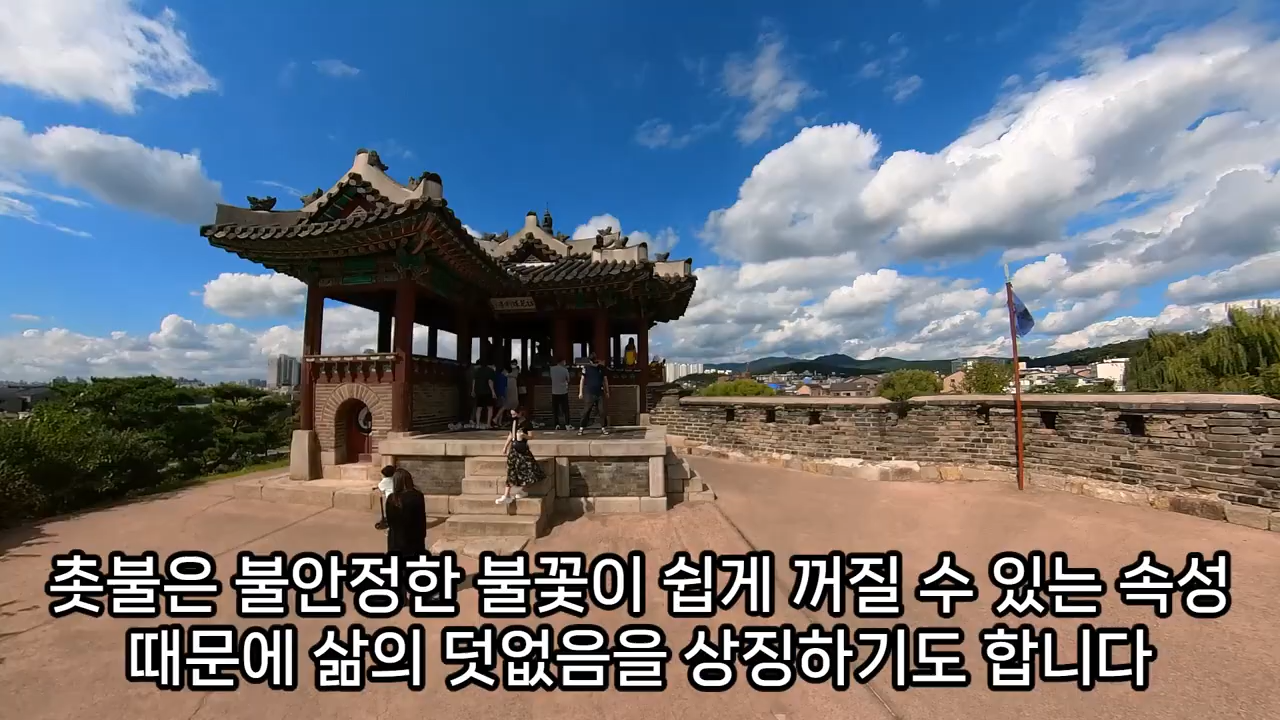 촛불은 불안정한 불꽃이 쉽게 꺼질 수 있는 속성
때문에 삶의 덧없음을 상징하기도 합니다